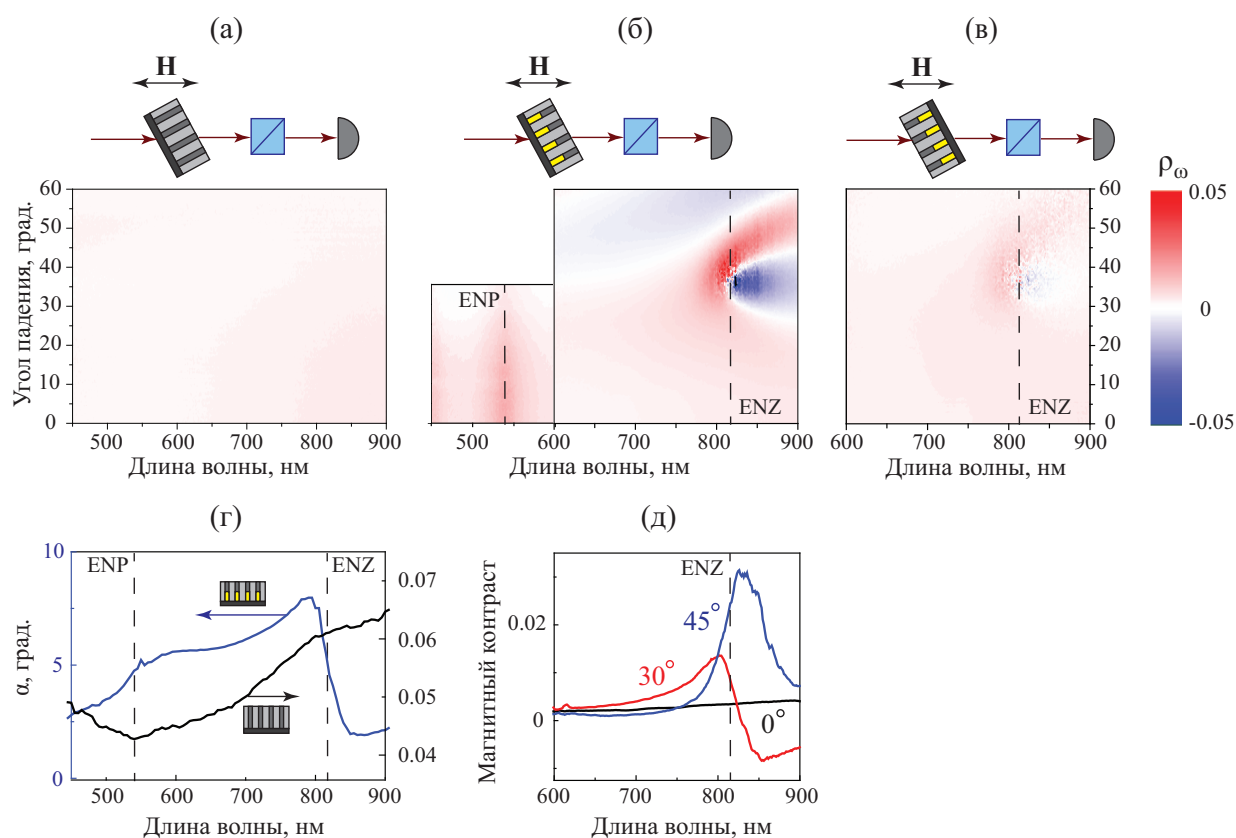 (а)
(б)
(в)
H
H
H
ρω
Угол падения, град.
60
50
40
30
20
10
0
ENP
ENZ
ENZ
60
50
40
30
20
10
0
0.05
0
-0.05
500
600
700
800
900
500
600
700
800
900
600
700
800
900
Длина волны, нм
Длина волны, нм
Длина волны, нм
(г)
(д)
α, град.
10
5
0
ENP
ENZ
0.07
0.06
0.05
0.04
500
600
700
800
900
Длина волны, нм
Магнитный контраст
0.02
0
ENZ
45°
30°
0°
600
700
800
900
Длина волны, нм